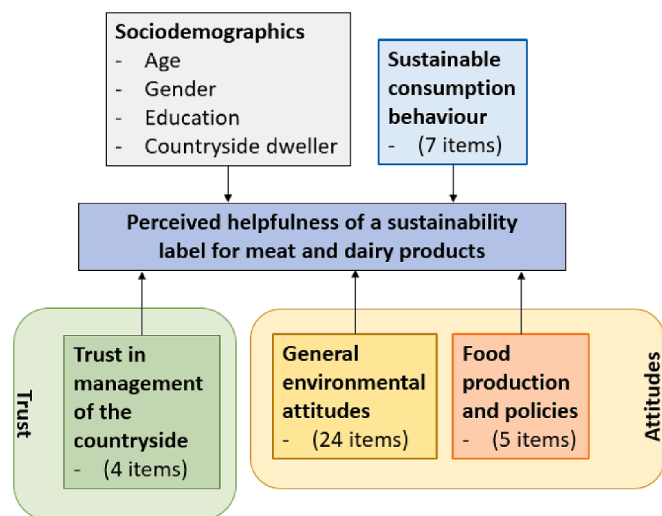 Sociodemographics
- Age
- Gender
- Education
- Countryside dweller
Sustainable
consumption
behaviour
- (7 items)
Perceived helpfulness of a sustainability
label for meat and dairy products
Trust
Trust in
management
of the
countryside
- (4 items)
General
environmental
attitudes
- (24 items)
Food
production
and policies
- (5 items)
Attitudes